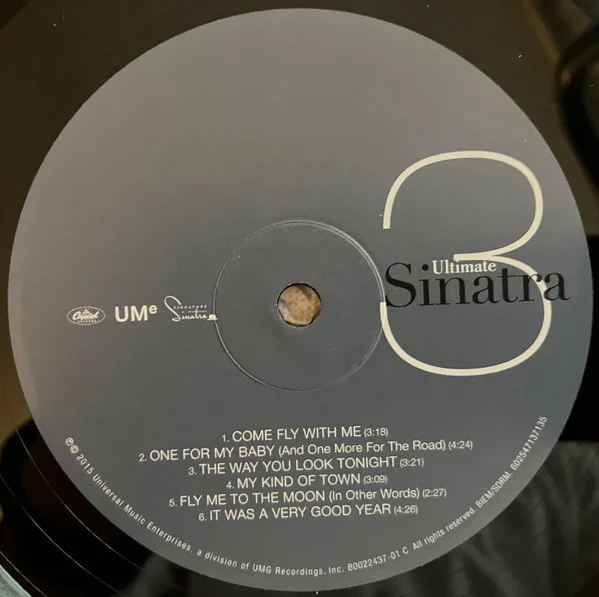 3
Ultimate
Sinatra
Capitol
RECORDS
UMe
SIGNATURE
Sinatra
1. COME FLY WITH ME (3:18)
2. ONE FOR MY BABY (And One More For The Road) (4:24)
3. THE WAY YOU LOOK TONIGHT (3:21)
4. MY KIND OF TOWN (3:09)
5. FLY ME TO THE MOON (In Other Words) (2:27)
6. IT WAS A VERY GOOD YEAR (4:26)
℗© 2015 Universal Music Enterprises, a division of UMG Recordings, Inc. B0022437-01 C All rights reserved. BIEM/SDRM. 602547137135